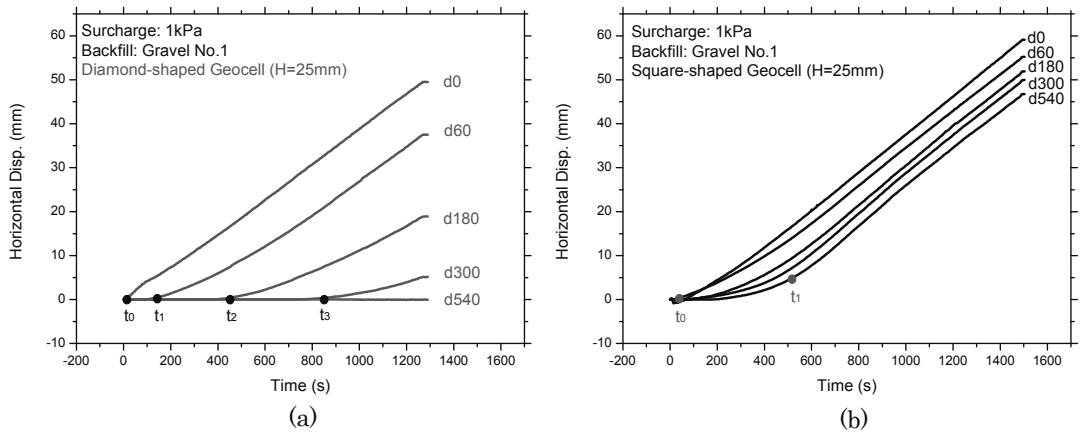 Surcharge: 1kPa
Backfill: Gravel No.1
Diamond-shaped Geocell (H=25mm)
d0
d60
d180
d300
d540
t0
t1
t2
t3
60
50
40
30
20
10
0
-10
Horizontal Disp. (mm)
-200 0 200 400 600 800 1000 1200 1400 1600
Time (s)
(a)
Surcharge: 1kPa
Backfill: Gravel No.1
Square-shaped Geocell (H=25mm)
d0
d60
d180
d300
d540
t0
t1
60
50
40
30
20
10
0
-10
Horizontal Disp. (mm)
-200 0 200 400 600 800 1000 1200 1400 1600
Time (s)
(b)